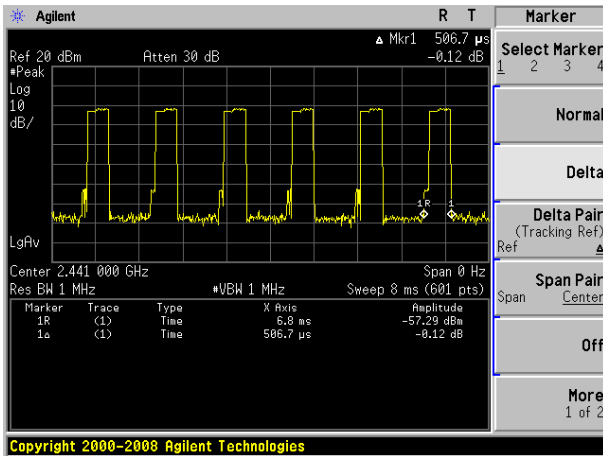 Agilent R T
Δ Mkr1 506.7 µs
Ref 20 dBm Atten 30 dB -0.12 dB
#Peak
Log
10
dB/
1R 1
LgAv
Center 2.441 000 GHz Span 0 Hz
Res BW 1 MHz #VBW 1 MHz Sweep 8 ms (601 pts)
Marker Trace Type X Axis Amplitude
1R (1) Time 6.8 ms -57.29 dBm
1Δ (1) Time 506.7 µs -0.12 dB
Copyright 2000-2008 Agilent Technologies
Marker
Select Marker
1 2 3 4
Normal
Delta
Delta Pair
(Tracking Ref)
Ref Δ
Span Pair
Span Center
Off
More
1 of 2